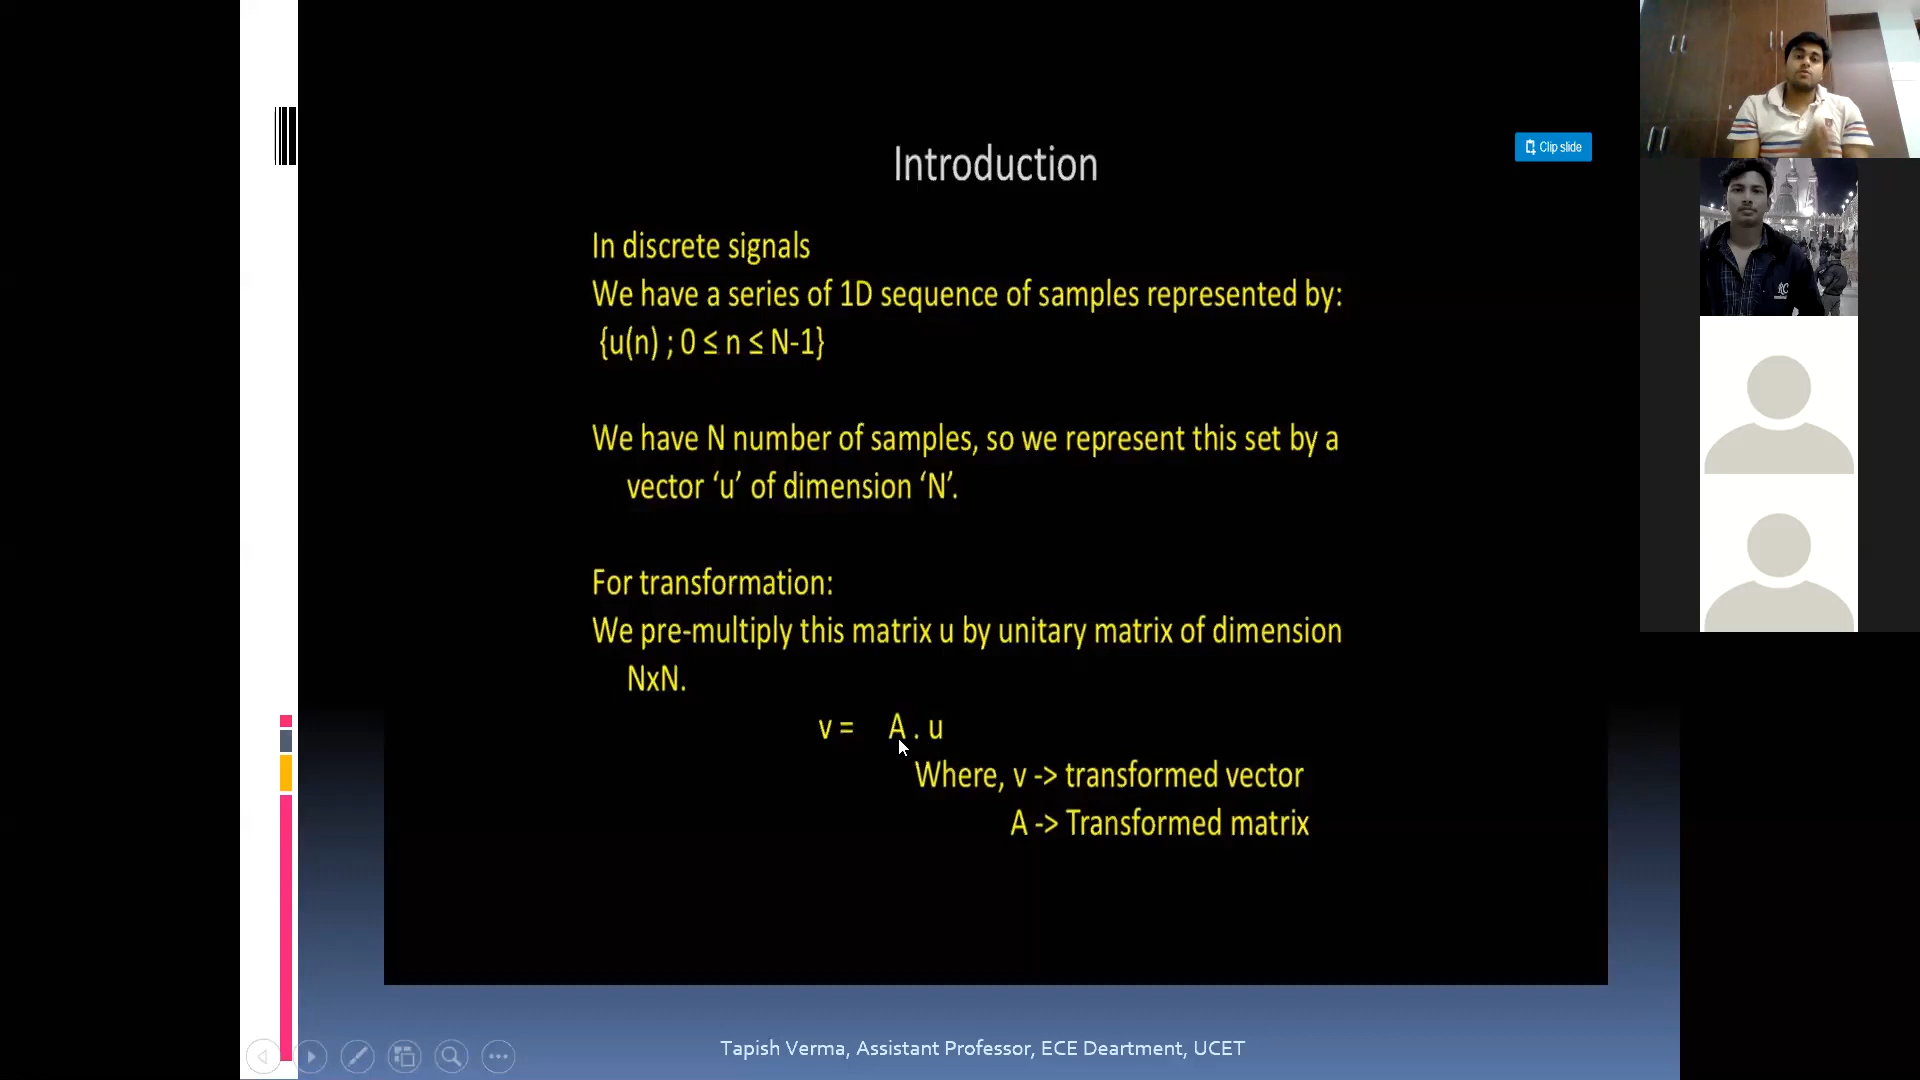 Introduction
Clip slide
In discrete signals
We have a series of 1D sequence of samples represented by:
{u(n) ; 0 ≤ n ≤ N-1}
We have N number of samples, so we represent this set by a
vector ‘u’ of dimension ‘N’.
For transformation:
We pre-multiply this matrix u by unitary matrix of dimension
NxN.
v = A . u
Where, v -> transformed vector
A -> Transformed matrix
Tapish Verma, Assistant Professor, ECE Deartment, UCET